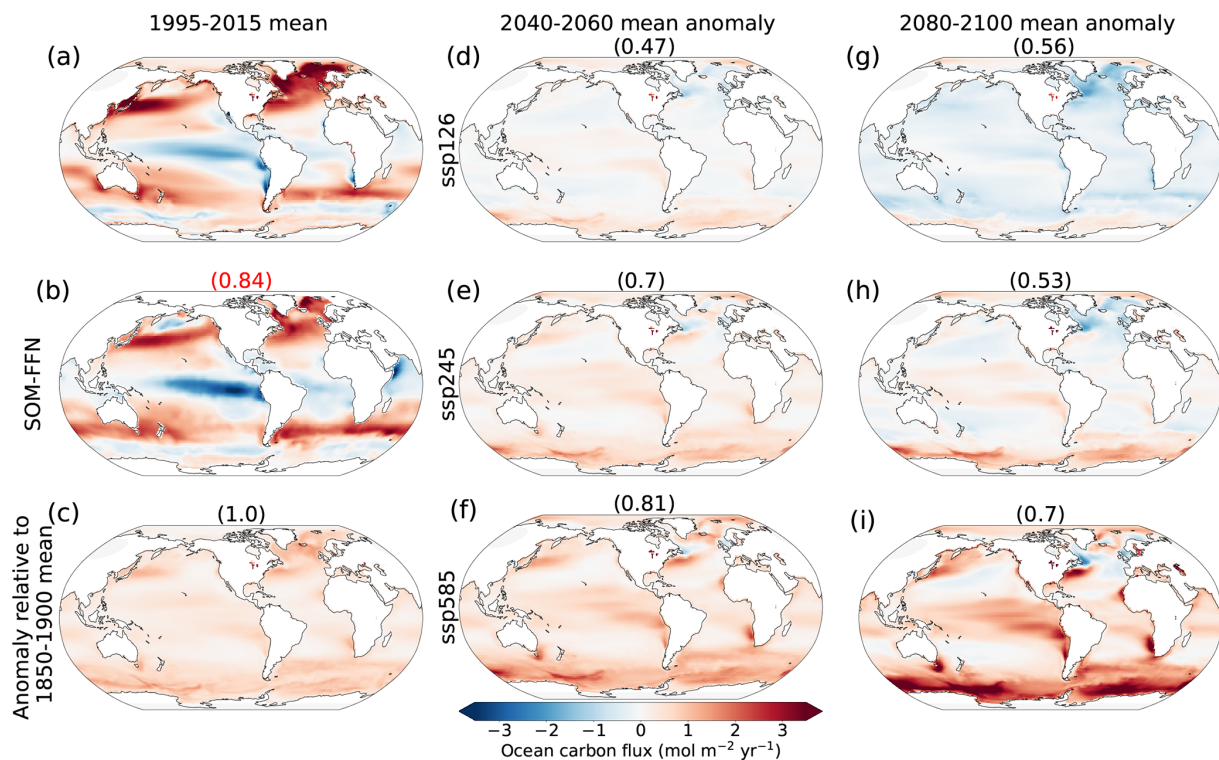 1995-2015 mean
2040-2060 mean anomaly
2080-2100 mean anomaly
(a)
(d)
(0.47)
(g)
(0.56)
ssp126
(b)
(0.84)
(e)
(0.7)
(h)
(0.53)
SOM-FFN
ssp245
(c)
(1.0)
(f)
(0.81)
(i)
(0.7)
Anomaly relative to
1850-1900 mean
ssp585
−3 −2 −1 0 1 2 3
Ocean carbon flux (mol m⁻² yr⁻¹)